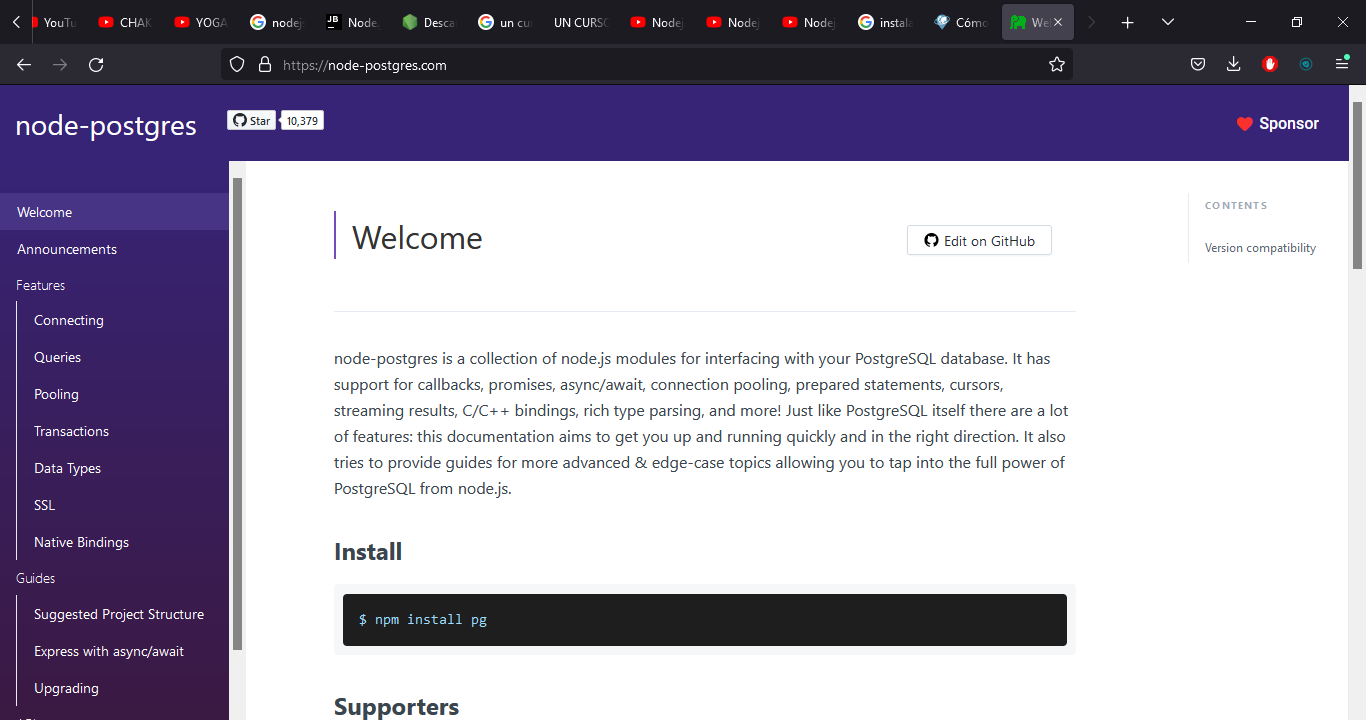 YouTu
CHAK
YOGA
nodej
Node.
Desca
un cu
UN CURSO
Nodej
Nodej
Nodej
instala
Cómo
Wel
https://node-postgres.com
node-postgres
Star
10,379
Sponsor
Welcome
Announcements
Features
Connecting
Queries
Pooling
Transactions
Data Types
SSL
Native Bindings
Guides
Suggested Project Structure
Express with async/await
Upgrading
Welcome
Edit on GitHub
CONTENTS
Version compatibility
node-postgres is a collection of node.js modules for interfacing with your PostgreSQL database. It has
support for callbacks, promises, async/await, connection pooling, prepared statements, cursors,
streaming results, C/C++ bindings, rich type parsing, and more! Just like PostgreSQL itself there are a lot
of features: this documentation aims to get you up and running quickly and in the right direction. It also
tries to provide guides for more advanced & edge-case topics allowing you to tap into the full power of
PostgreSQL from node.js.
Install
$ npm install pg
Supporters